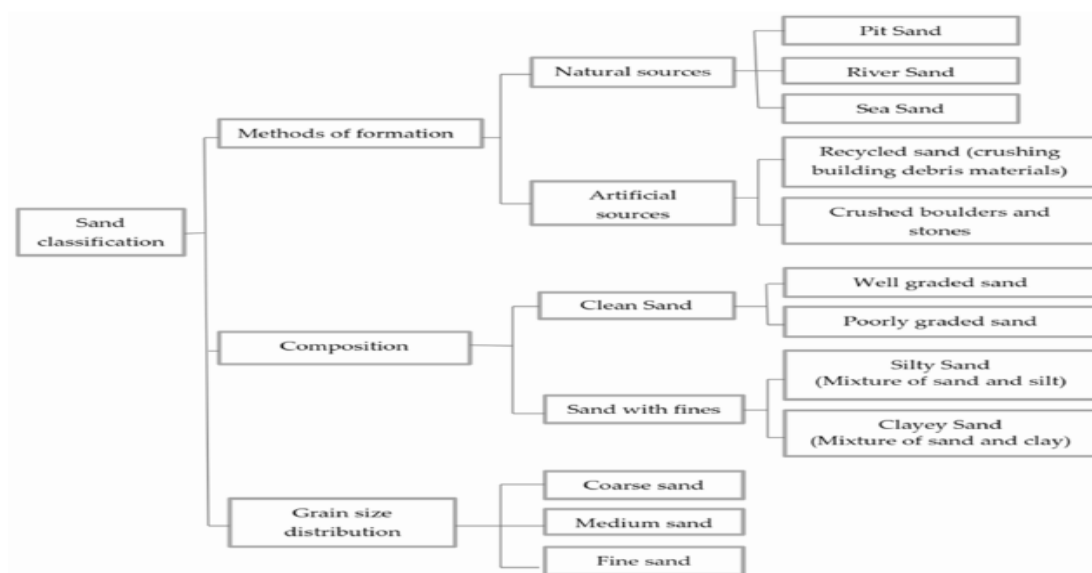 Sand
classification
Methods of formation
Natural sources
Pit Sand
River Sand
Sea Sand
Artificial
sources
Recycled sand (crushing
building debris materials)
Crushed boulders and
stones
Composition
Clean Sand
Well graded sand
Poorly graded sand
Sand with fines
Silty Sand
(Mixture of sand and silt)
Clayey Sand
(Mixture of sand and clay)
Grain size
distribution
Coarse sand
Medium sand
Fine sand